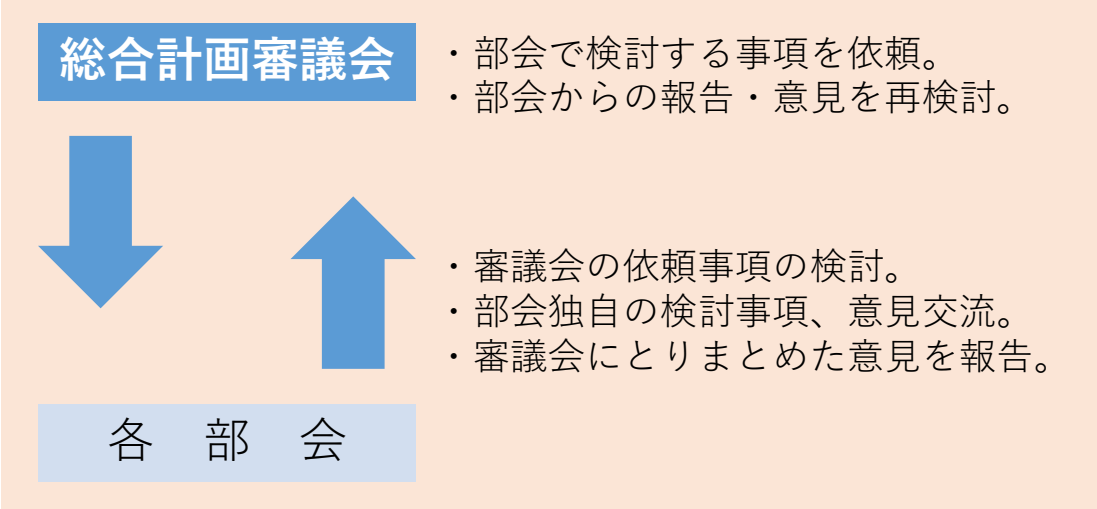 総合計画審議会
・部会で検討する事項を依頼。
・部会からの報告・意見を再検討。
・審議会の依頼事項の検討。
・部会独自の検討事項、意見交流。
・審議会にとりまとめた意見を報告。
各　部　会